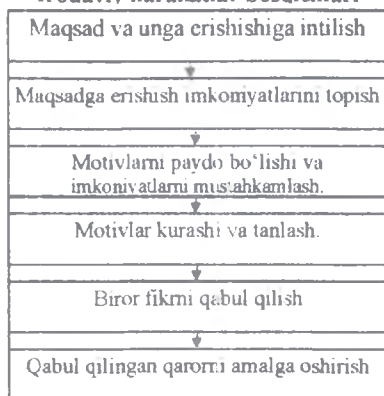 Maqsad va unga erishishiga intilish
Maqsadga erishish imkoniyatlarini topish
Motivlarni paydo bo‘lishi va
imkoniyatlarni mustahkamlash.
Motivlar kurashi va tanlash.
Biror fikrni qabul qilish
Qabul qilingan qarorni amalga oshirish